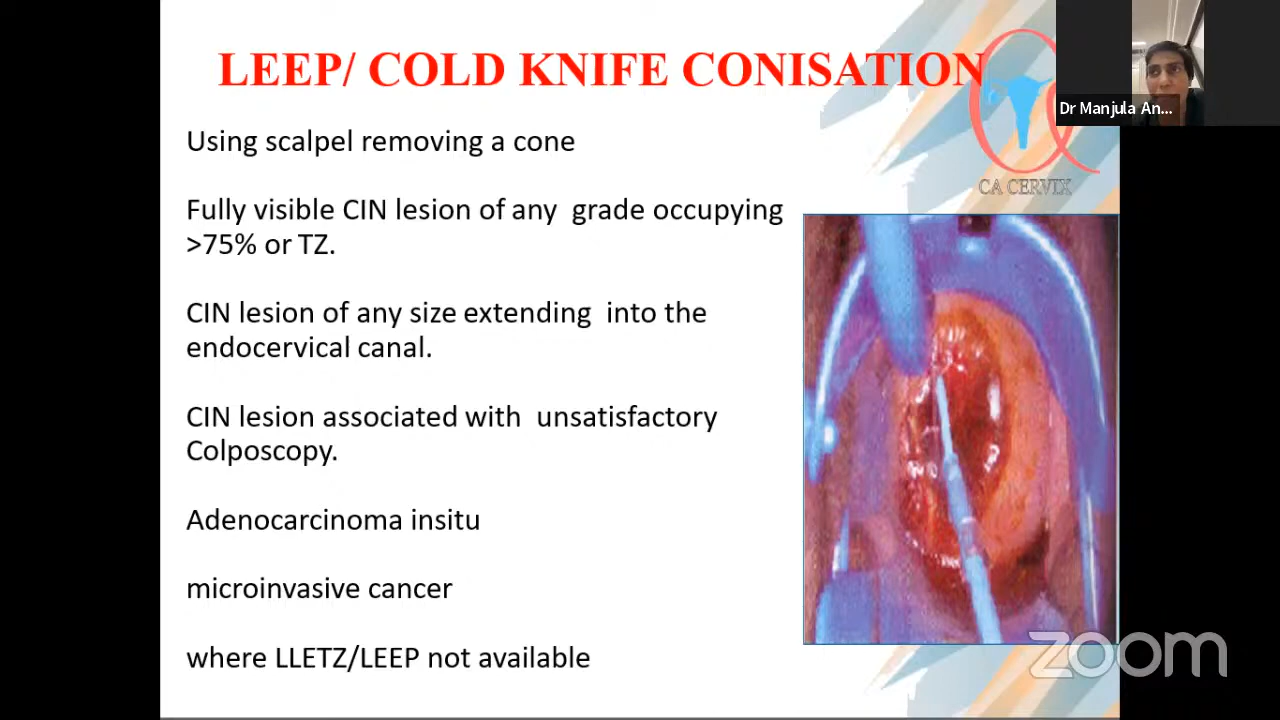 LEEP/ COLD KNIFE CONISATION
Dr Manjula An...
CA CERVIX
Using scalpel removing a cone
Fully visible CIN lesion of any grade occupying
>75% or TZ.
CIN lesion of any size extending into the
endocervical canal.
CIN lesion associated with unsatisfactory
Colposcopy.
Adenocarcinoma insitu
microinvasive cancer
where LLETZ/LEEP not available
zoom